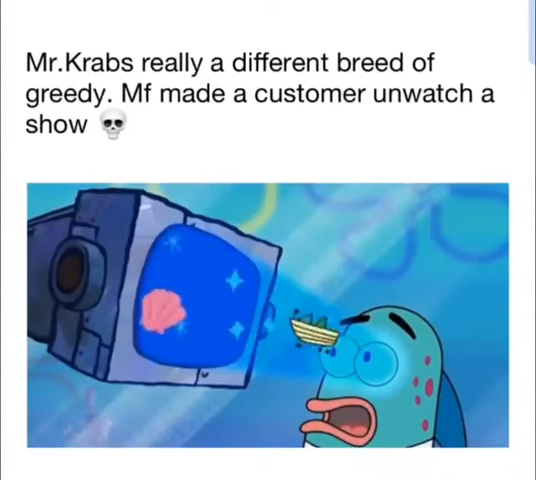 Mr.Krabs really a different breed of
greedy. Mf made a customer unwatch a
show 💀